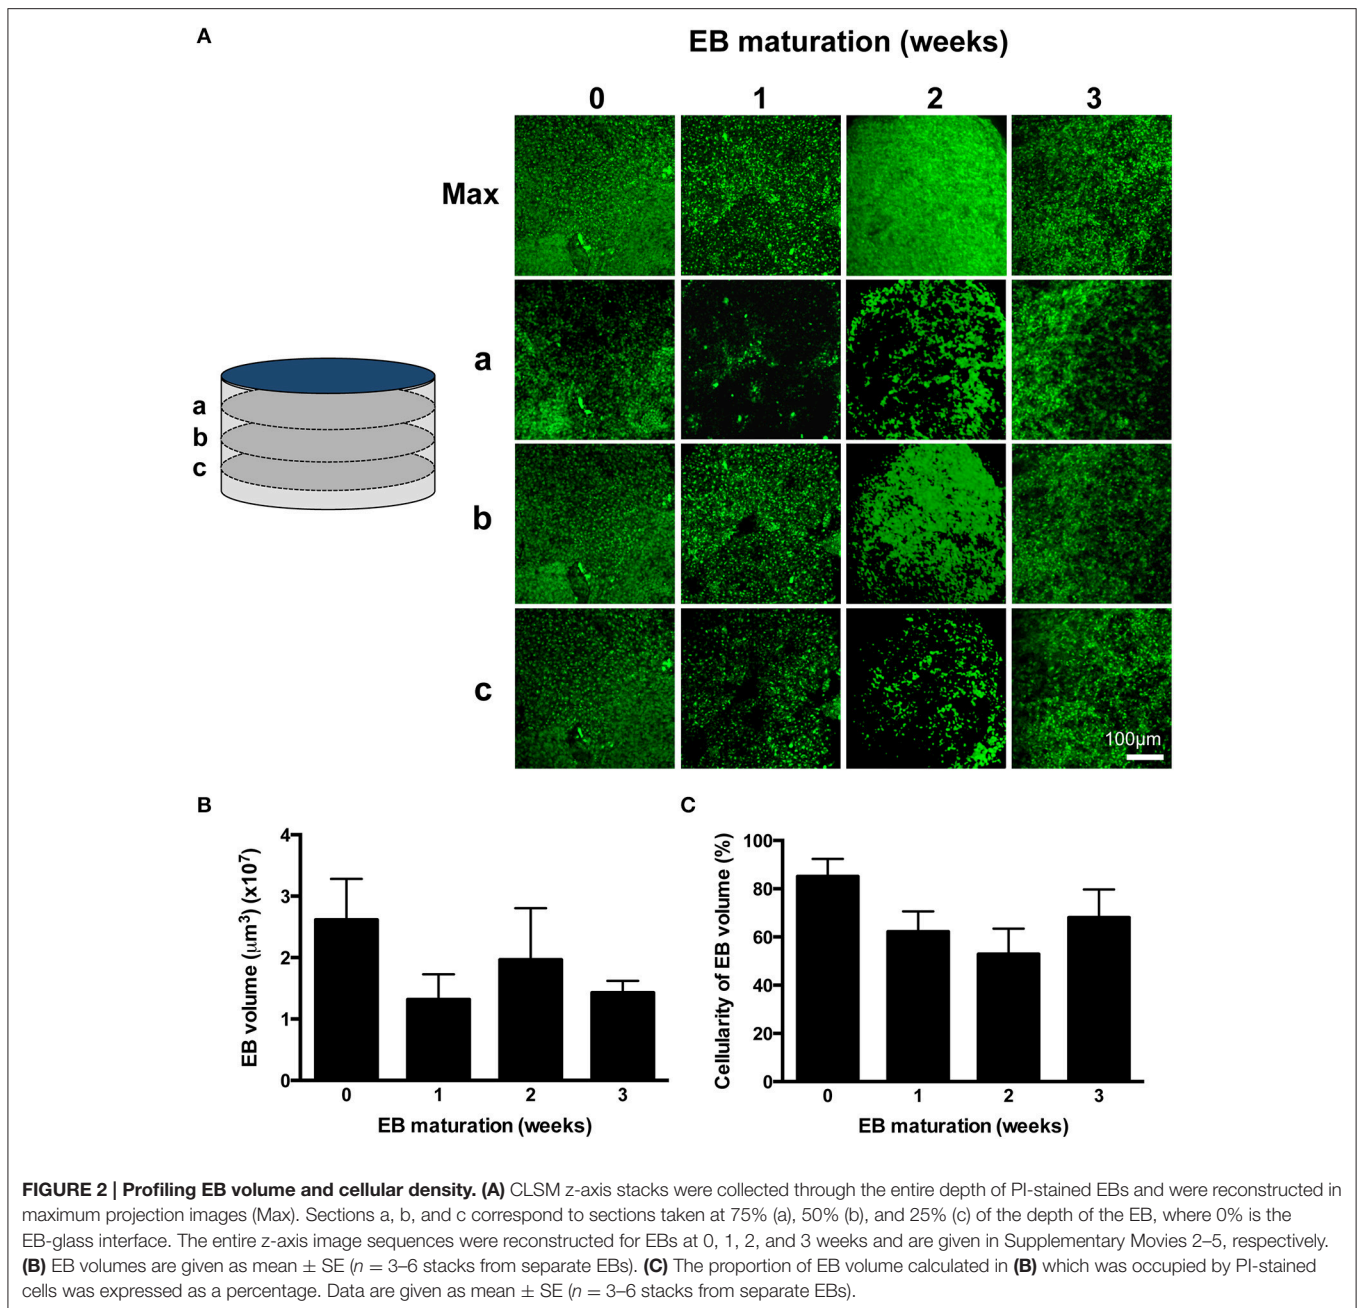 A
EB maturation (weeks)
0 1 2 3
Max
a
b
c
a
b
c
100µm
B
EB volume (µm³) (x10⁷)
4
3
2
1
0
0 1 2 3
EB maturation (weeks)
C
Cellularity of EB volume (%)
100
80
60
40
20
0
0 1 2 3
EB maturation (weeks)
FIGURE 2 | Profiling EB volume and cellular density. (A) CLSM z-axis stacks were collected through the entire depth of PI-stained EBs and were reconstructed in
maximum projection images (Max). Sections a, b, and c correspond to sections taken at 75% (a), 50% (b), and 25% (c) of the depth of the EB, where 0% is the
EB-glass interface. The entire z-axis image sequences were reconstructed for EBs at 0, 1, 2, and 3 weeks and are given in Supplementary Movies 2–5, respectively.
(B) EB volumes are given as mean ± SE (n = 3–6 stacks from separate EBs). (C) The proportion of EB volume calculated in (B) which was occupied by PI-stained
cells was expressed as a percentage. Data are given as mean ± SE (n = 3–6 stacks from separate EBs).